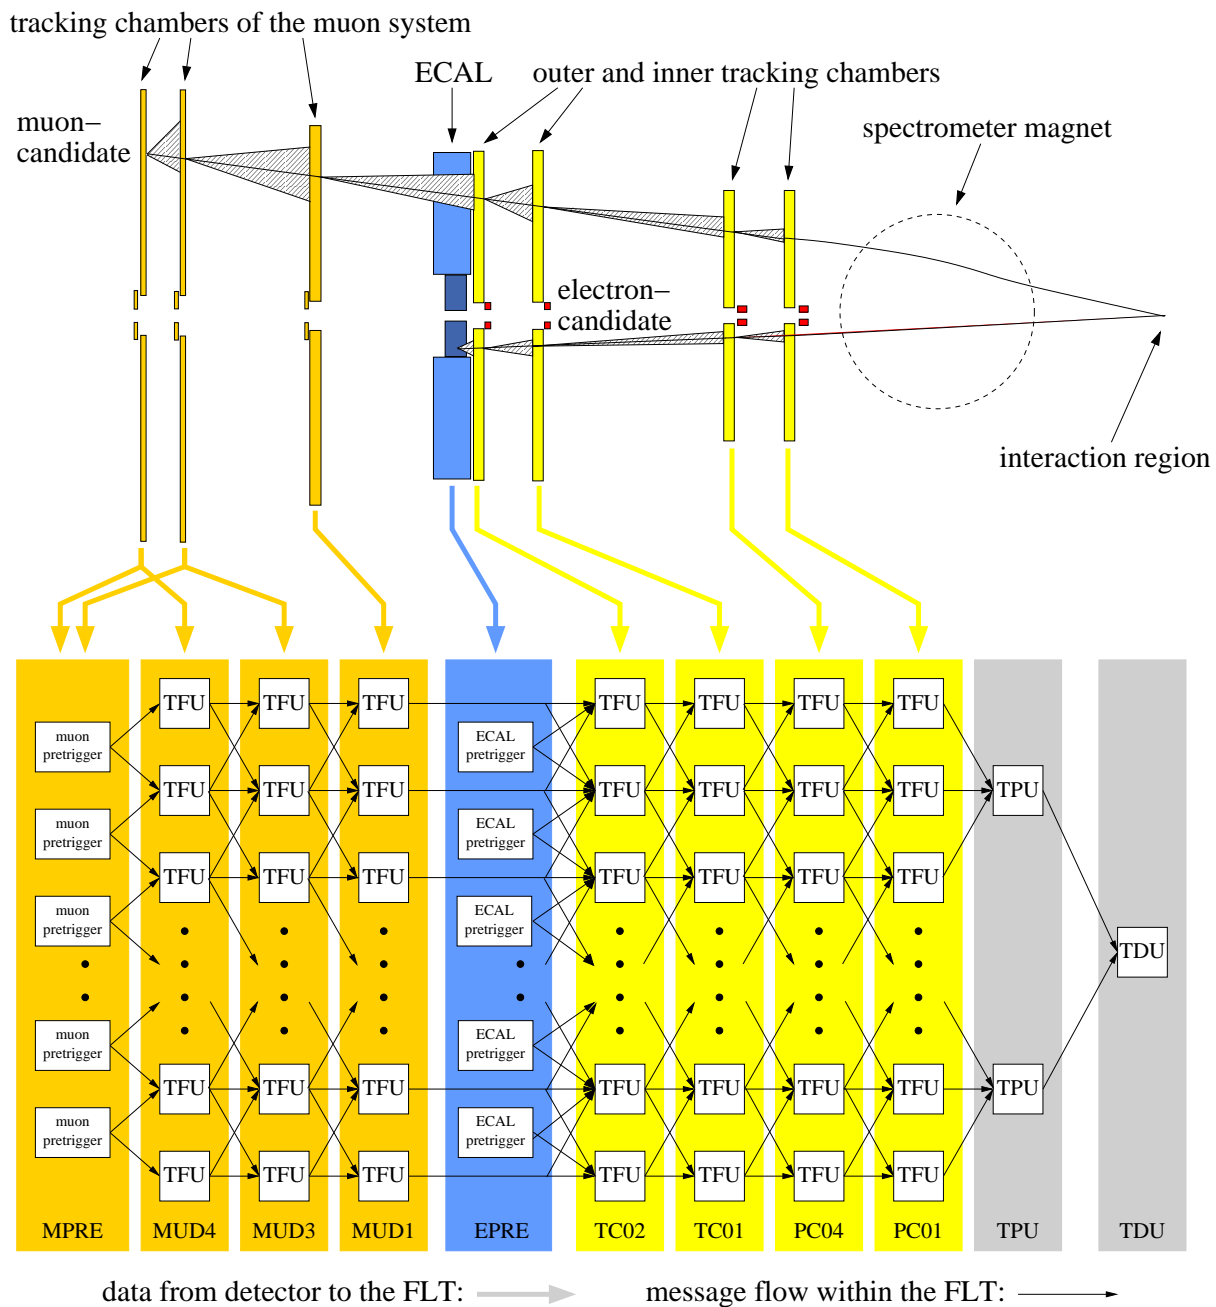 tracking chambers of the muon system
ECAL
outer and inner tracking chambers
muon–
candidate
spectrometer magnet
electron–
candidate
interaction region
TFU TFU TFU TFU TFU TFU TFU
muon
pretrigger
ECAL
pretrigger
TFU TFU TFU TFU TFU TFU TFU TPU
muon
pretrigger
ECAL
pretrigger
TFU TFU TFU TFU TFU TFU TFU
muon
pretrigger
ECAL
pretrigger
TDU
muon
pretrigger
ECAL
pretrigger
TFU TFU TFU TFU TFU TFU TFU TPU
muon
pretrigger
ECAL
pretrigger
TFU TFU TFU TFU TFU TFU TFU
MPRE MUD4 MUD3 MUD1 EPRE TC02 TC01 PC04 PC01 TPU TDU
data from detector to the FLT: message flow within the FLT: